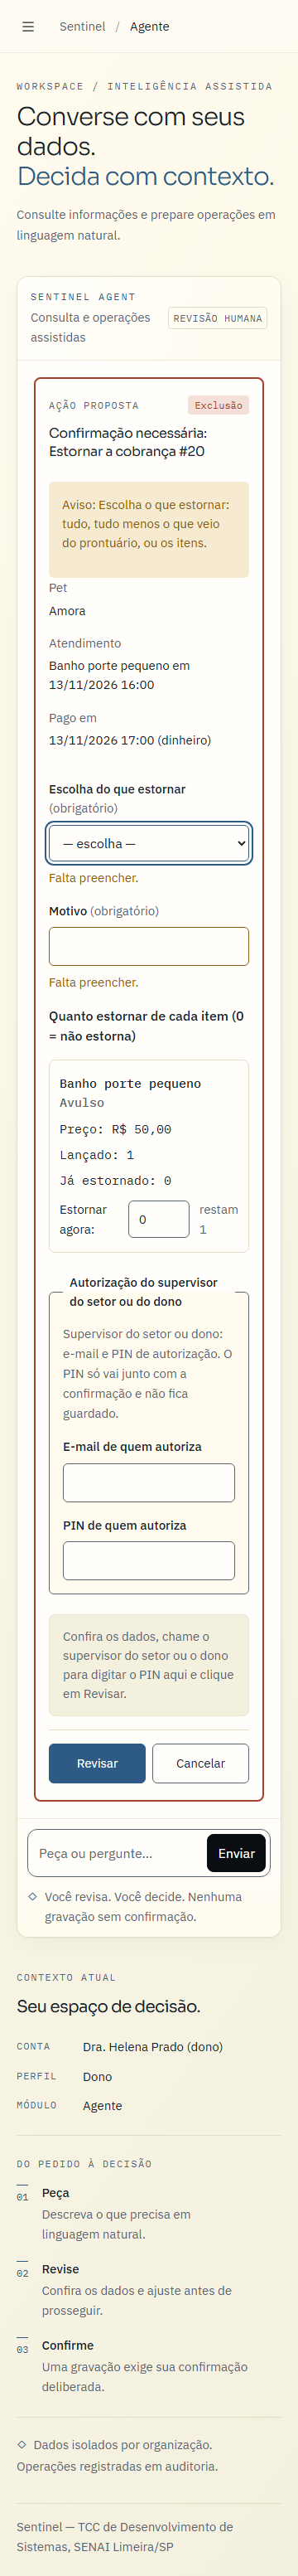 Sentinel / Agente
WORKSPACE / INTELIGÊNCIA ASSISTIDA
Converse com seus
dados.
Decida com contexto.
Consulte informações e prepare operações em
linguagem natural.
SENTINEL AGENT
Consulta e operações
assistidas
REVISÃO HUMANA
AÇÃO PROPOSTA
Exclusão
Confirmação necessária:
Estornar a cobrança #20
Aviso: Escolha o que estornar:
tudo, tudo menos o que veio
do prontuário, ou os itens.
Pet
Amora
Atendimento
Banho porte pequeno em
13/11/2026 16:00
Pago em
13/11/2026 17:00 (dinheiro)
Escolha do que estornar
(obrigatório)
— escolha —
Falta preencher.
Motivo (obrigatório)
Falta preencher.
Quanto estornar de cada item (0
= não estorna)
Banho porte pequeno
Avulso
Preço: R$ 50,00
Lançado: 1
Já estornado: 0
Estornar
agora:
0
restam
1
Autorização do supervisor
do setor ou do dono
Supervisor do setor ou dono:
e-mail e PIN de autorização. O
PIN só vai junto com a
confirmação e não fica
guardado.
E-mail de quem autoriza
PIN de quem autoriza
Confira os dados, chame o
supervisor do setor ou o dono
para digitar o PIN aqui e clique
em Revisar.
Revisar
Cancelar
Peça ou pergunte...
Enviar
Você revisa. Você decide. Nenhuma
gravação sem confirmação.
CONTEXTO ATUAL
Seu espaço de decisão.
CONTA Dra. Helena Prado (dono)
PERFIL Dono
MÓDULO Agente
DO PEDIDO À DECISÃO
01 Peça
Descreva o que precisa em
linguagem natural.
02 Revise
Confira os dados e ajuste antes de
prosseguir.
03 Confirme
Uma gravação exige sua confirmação
deliberada.
Dados isolados por organização.
Operações registradas em auditoria.
Sentinel — TCC de Desenvolvimento de
Sistemas, SENAI Limeira/SP